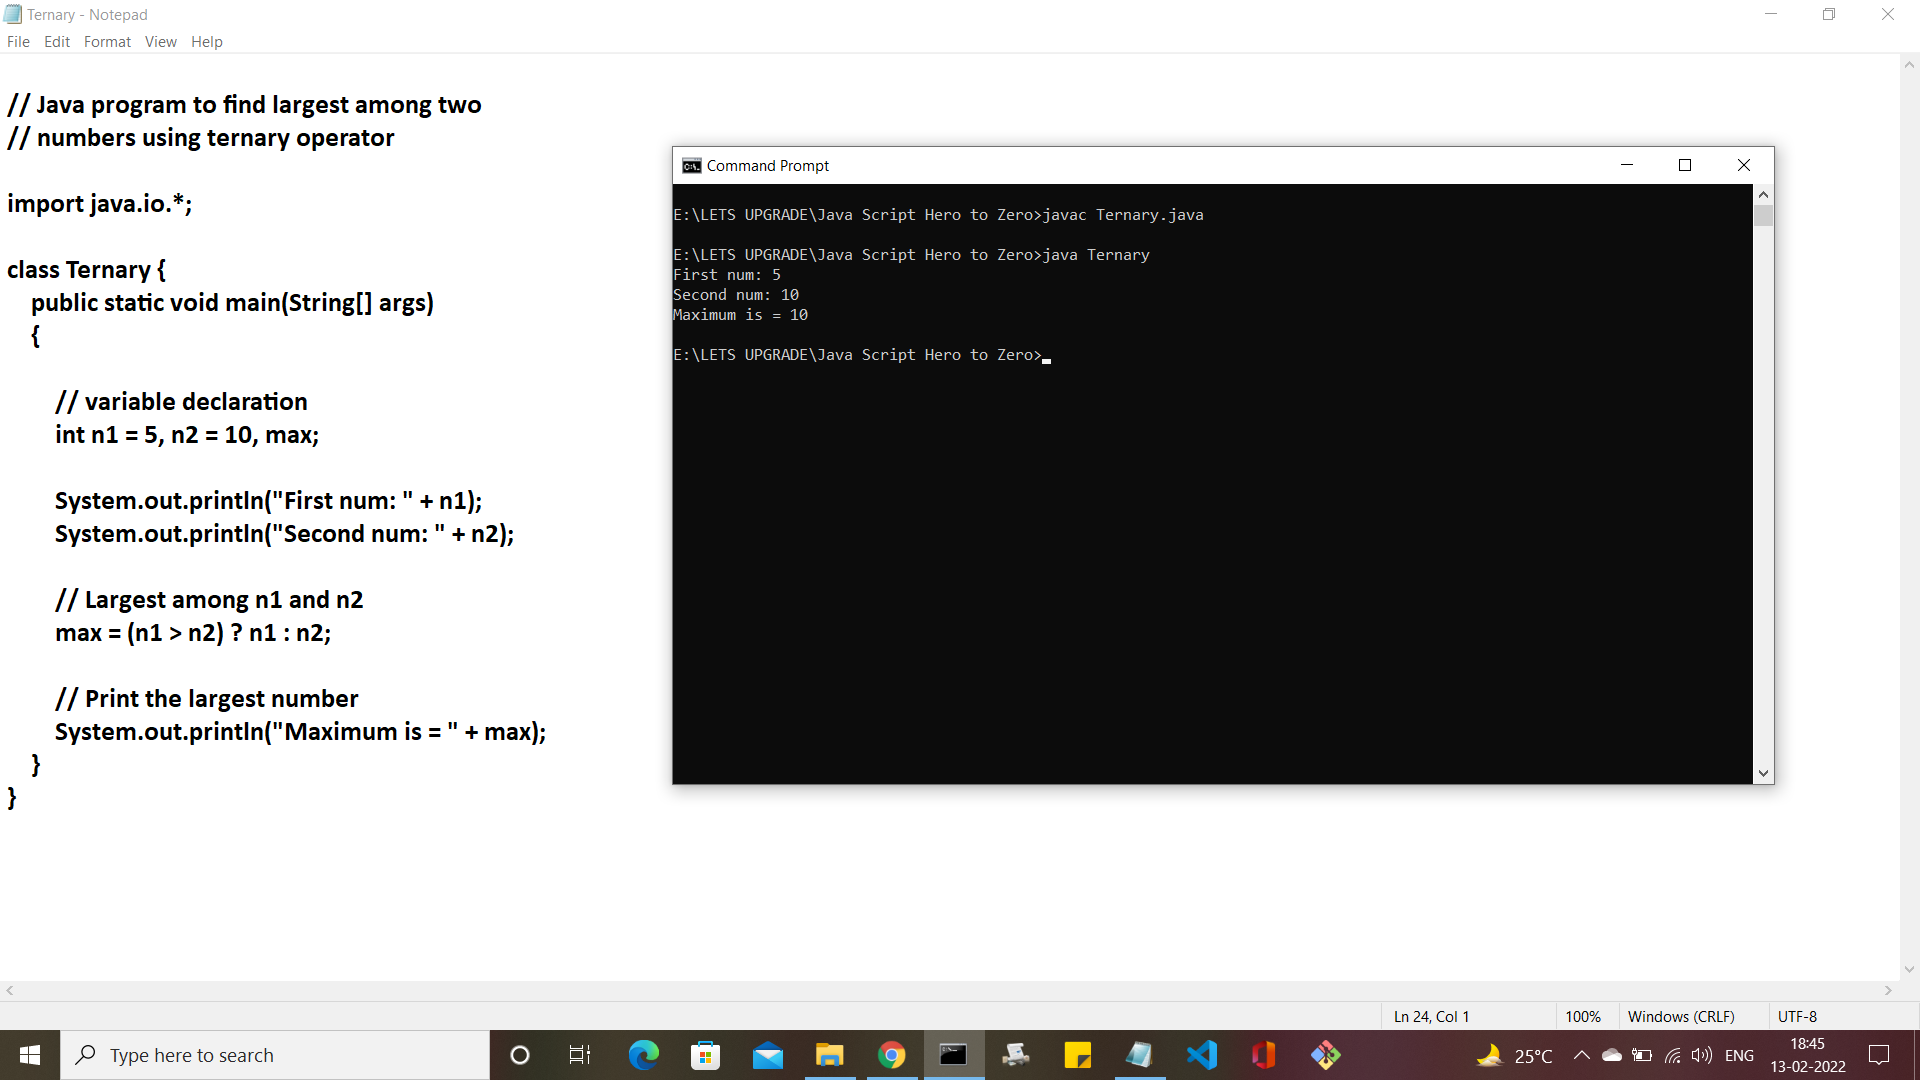 Ternary - Notepad
File Edit Format View Help
// Java program to find largest among two
// numbers using ternary operator
import java.io.*;
class Ternary {
public static void main(String[] args)
{
// variable declaration
int n1 = 5, n2 = 10, max;
System.out.println("First num: " + n1);
System.out.println("Second num: " + n2);
// Largest among n1 and n2
max = (n1 > n2) ? n1 : n2;
// Print the largest number
System.out.println("Maximum is = " + max);
}
}
Command Prompt
E:\LETS UPGRADE\Java Script Hero to Zero>javac Ternary.java
E:\LETS UPGRADE\Java Script Hero to Zero>java Ternary
First num: 5
Second num: 10
Maximum is = 10
E:\LETS UPGRADE\Java Script Hero to Zero>
Ln 24, Col 1 100% Windows (CRLF) UTF-8
Type here to search
25°C ENG
18:45
13-02-2022